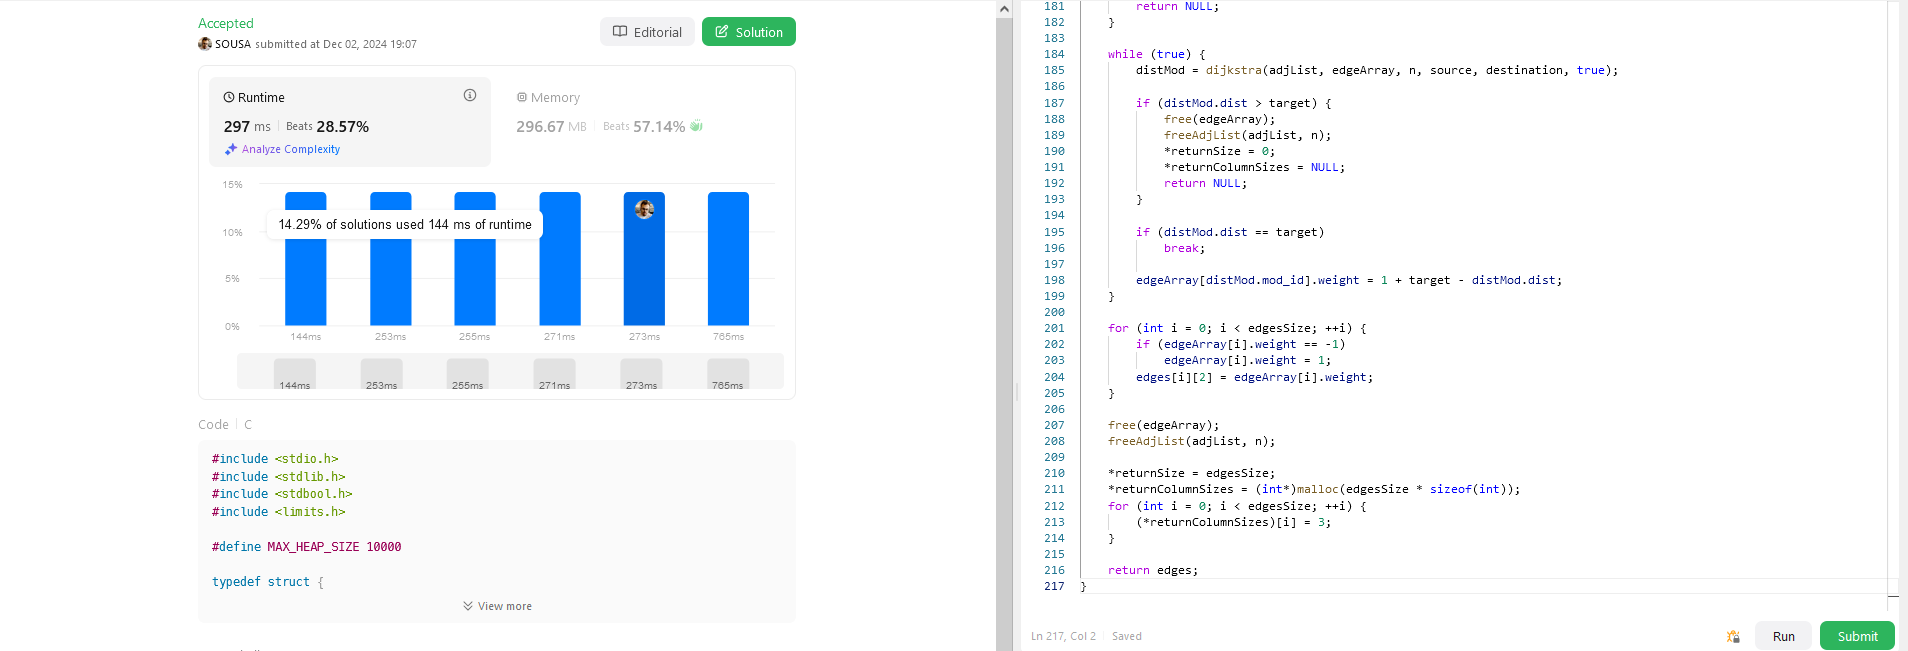 Accepted
SOUSA submitted at Dec 02, 2024 19:07
Editorial
Solution
Runtime
297 ms Beats 28.57%
Analyze Complexity
Memory
296.67 MB Beats 57.14%
15%
10%
5%
0%
14.29% of solutions used 144 ms of runtime
144ms 253ms 255ms 271ms 273ms 765ms
144ms 253ms 255ms 271ms 273ms 765ms
Code C
#include <stdio.h>
#include <stdlib.h>
#include <stdbool.h>
#include <limits.h>
#define MAX_HEAP_SIZE 10000
typedef struct {
View more
181 return NULL;
182 }
183
184 while (true) {
185 distMod = dijkstra(adjList, edgeArray, n, source, destination, true);
186
187 if (distMod.dist > target) {
188 free(edgeArray);
189 freeAdjList(adjList, n);
190 *returnSize = 0;
191 *returnColumnSizes = NULL;
192 return NULL;
193 }
194
195 if (distMod.dist == target)
196 break;
197
198 edgeArray[distMod.mod_id].weight = 1 + target - distMod.dist;
199 }
200
201 for (int i = 0; i < edgesSize; ++i) {
202 if (edgeArray[i].weight == -1)
203 edgeArray[i].weight = 1;
204 edges[i][2] = edgeArray[i].weight;
205 }
206
207 free(edgeArray);
208 freeAdjList(adjList, n);
209
210 *returnSize = edgesSize;
211 *returnColumnSizes = (int*)malloc(edgesSize * sizeof(int));
212 for (int i = 0; i < edgesSize; ++i) {
213 (*returnColumnSizes)[i] = 3;
214 }
215
216 return edges;
217 }
Ln 217, Col 2 Saved
Run
Submit